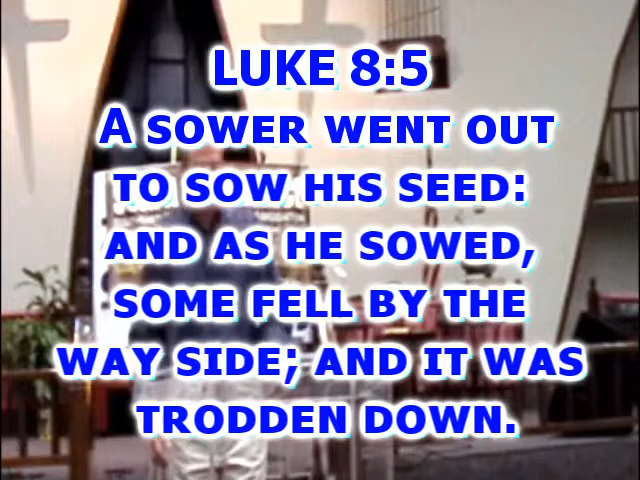 LUKE 8:5
A SOWER WENT OUT
TO SOW HIS SEED:
AND AS HE SOWED,
SOME FELL BY THE
WAY SIDE; AND IT WAS
TRODDEN DOWN.